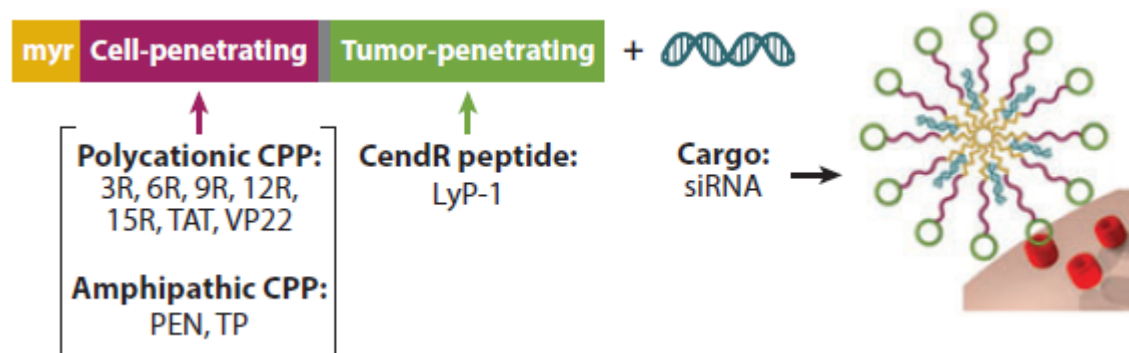 myr Cell-penetrating Tumor-penetrating +
Polycationic CPP:
3R, 6R, 9R, 12R,
15R, TAT, VP22
Amphipathic CPP:
PEN, TP
CendR peptide:
LyP-1
Cargo:
siRNA